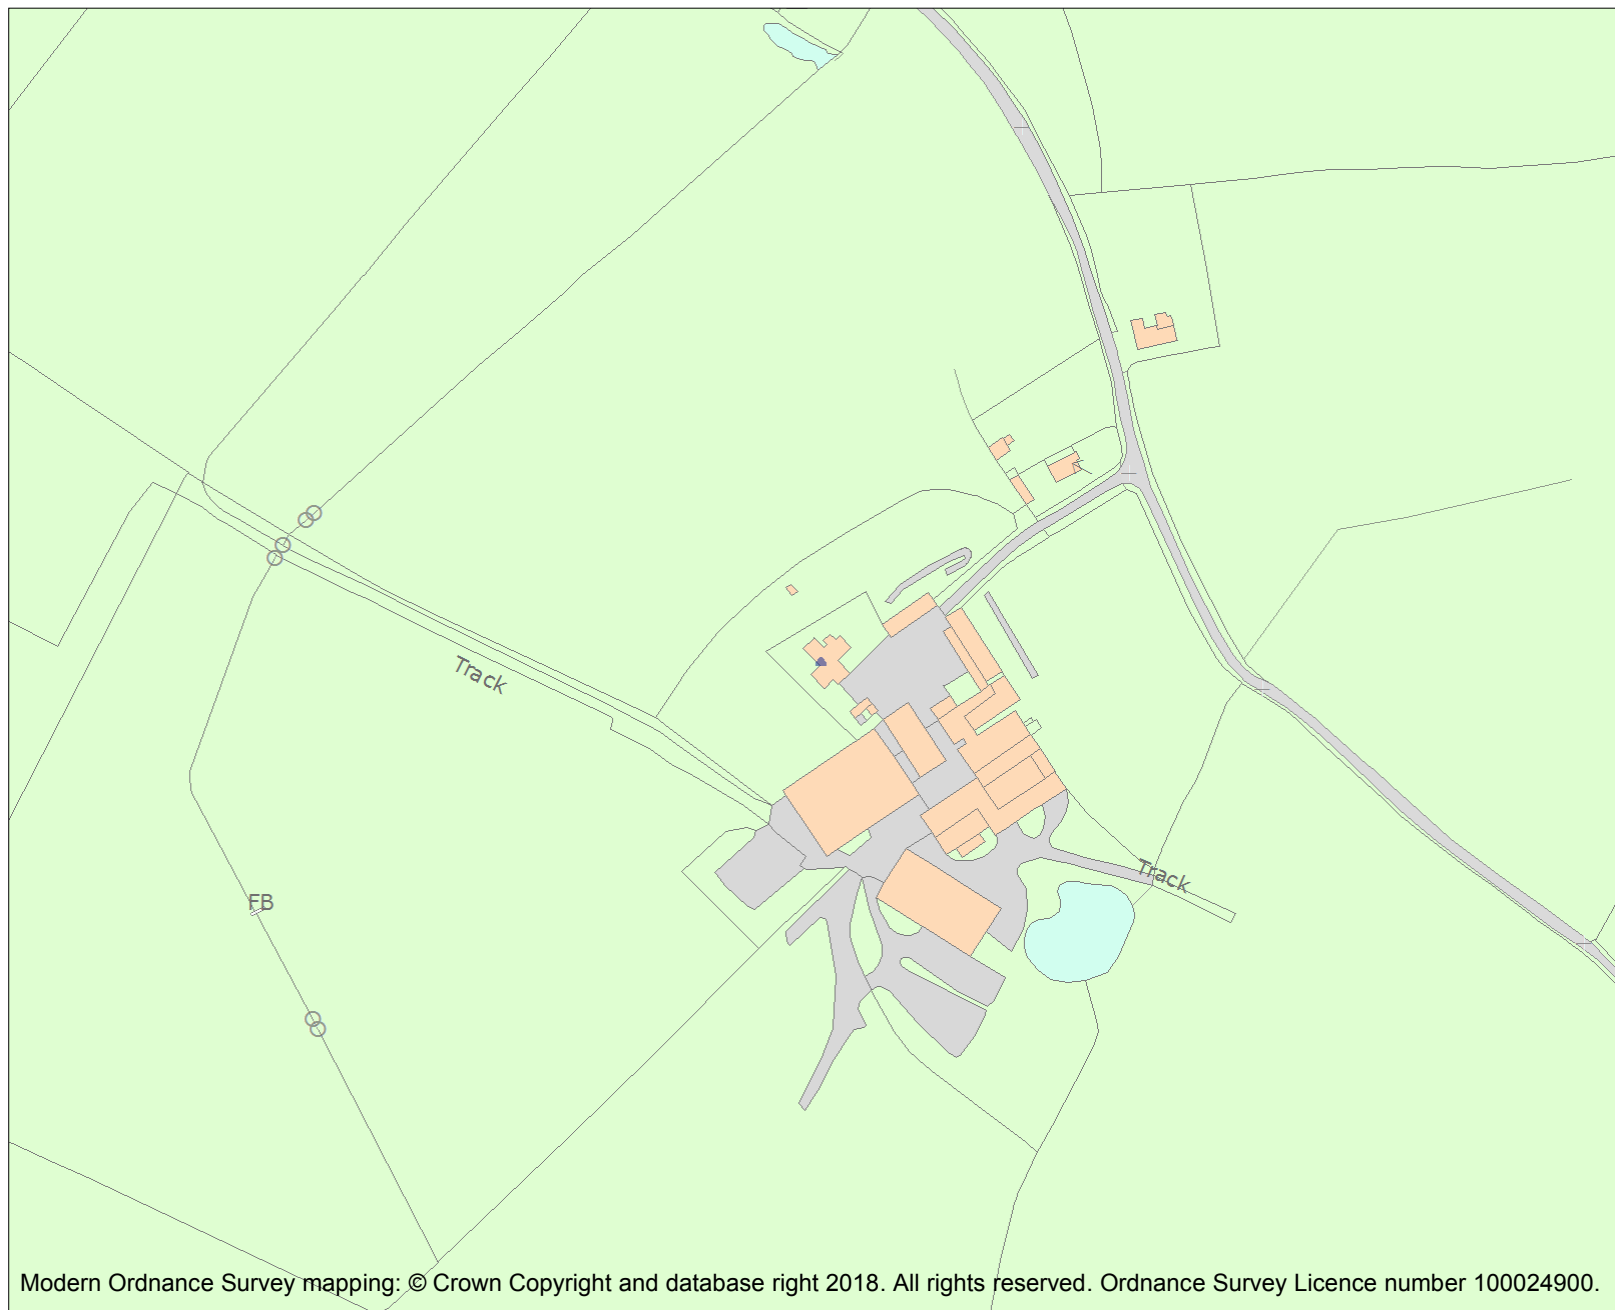 Track
Track
FB
Modern Ordnance Survey mapping: © Crown Copyright and database right 2018. All rights reserved. Ordnance Survey Licence number 100024900.